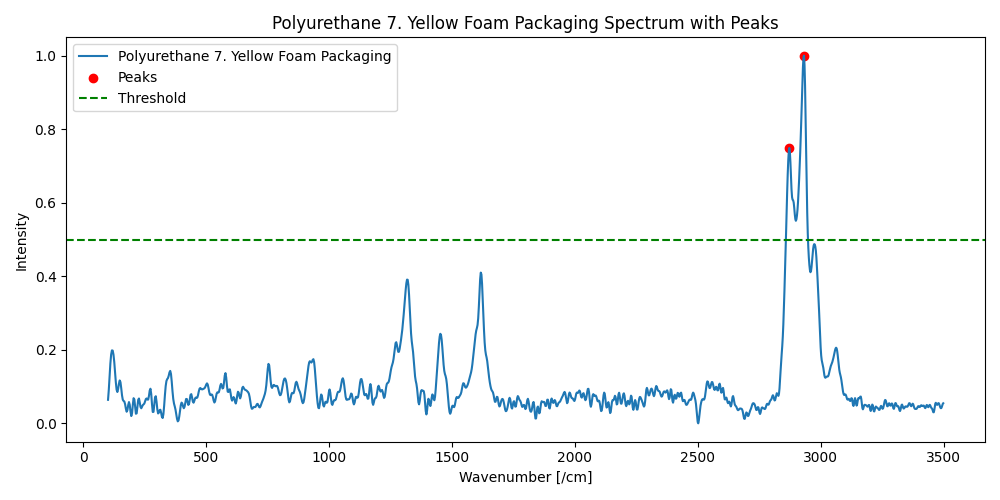 Polyurethane 7. Yellow Foam Packaging Spectrum with Peaks
Polyurethane 7. Yellow Foam Packaging
Peaks
Threshold
Intensity
1.0
0.8
0.6
0.4
0.2
0.0
0
500
1000
1500
2000
2500
3000
3500
Wavenumber [/cm]